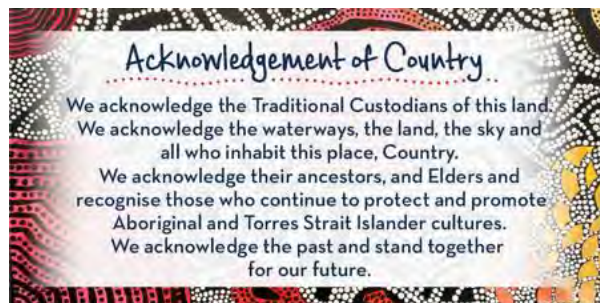 Acknowledgement of Country
We acknowledge the Traditional Custodians of this land.
We acknowledge the waterways, the land, the sky and
all who inhabit this place, Country.
We acknowledge their ancestors, and Elders and
recognise those who continue to protect and promote
Aboriginal and Torres Strait Islander cultures.
We acknowledge the past and stand together
for our future.